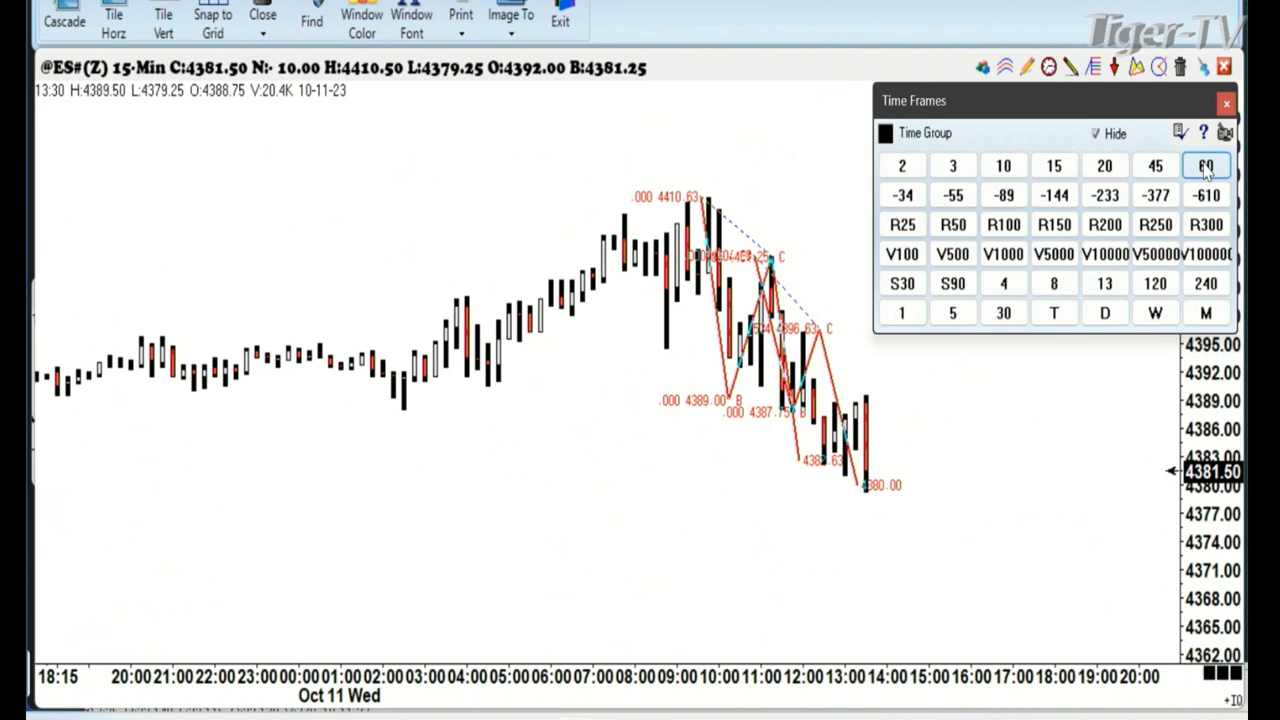 Cascade
Tile Horz
Tile Vert
Snap to Grid
Close
Find
Window Color
Window Font
Print
Image To
Exit
Tiger-TV
@ES#(Z) 15-Min C:4381.50 N:- 10.00 H:4410.50 L:4379.25 O:4392.00 B:4381.25
13:30 H:4389.50 L:4379.25 O:4388.75 V:20.4K 10-11-23
Time Frames
Time Group
Hide
2 3 10 15 20 45 60
-34 -55 -89 -144 -233 -377 -610
R25 R50 R100 R150 R200 R250 R300
V100 V500 V1000 V5000 V10000 V50000
S30 S90 4 8 13 120 240
1 5 30 T D W M
.000 4410.63
C
4396.63 C
.000 4389.00 B
.000 4387.75 B
4380.00
4395.00
4392.00
4389.00
4386.00
4383.00
4381.50
4380.00
4377.00
4374.00
4371.00
4368.00
4365.00
4362.00
18:15 20:00 21:00 22:00 23:00 00:00 01:00 02:00 03:00 04:00 05:00 06:00 07:00 08:00 09:00 10:00 11:00 12:00 13:00 14:00 15:00 16:00 17:00 18:00 19:00 20:00
Oct 11 Wed